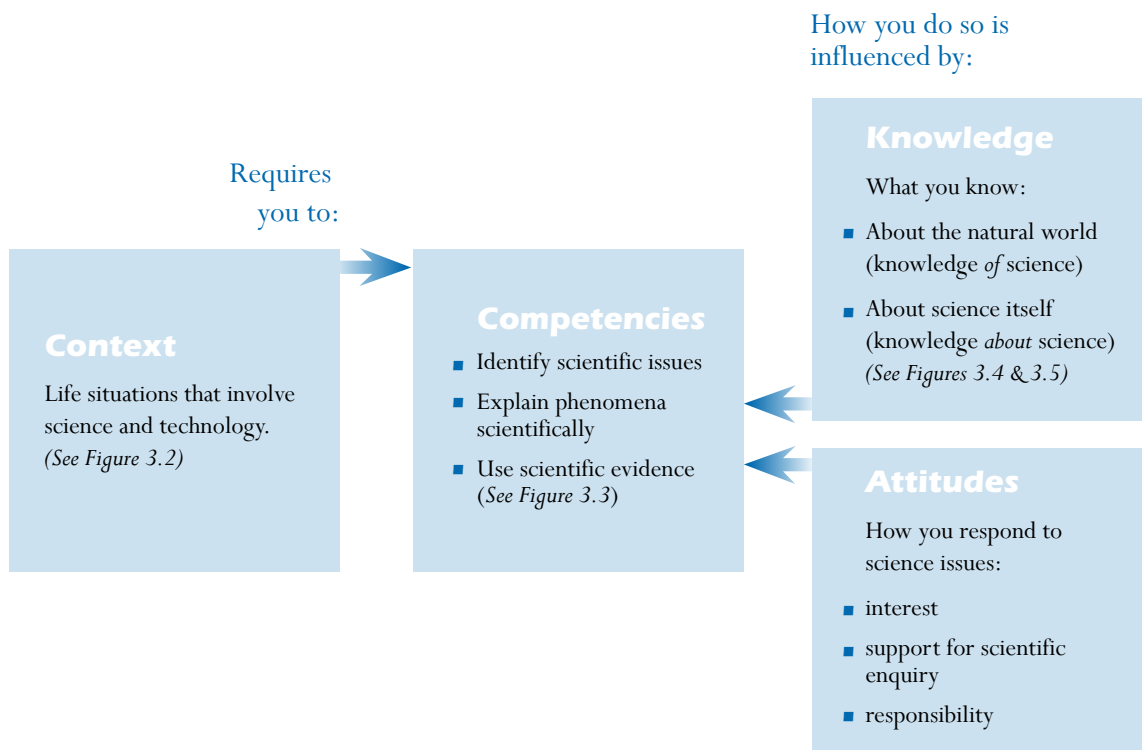 How you do so is
influenced by:
Requires
you to:
Context
Life situations that involve
science and technology.
(See Figure 3.2)
Competencies
Identify scientific issues
Explain phenomena
scientifically
Use scientific evidence
(See Figure 3.3)
Knowledge
What you know:
About the natural world
(knowledge of science)
About science itself
(knowledge about science)
(See Figures 3.4 & 3.5)
Attitudes
How you respond to
science issues:
interest
support for scientific
enquiry
responsibility